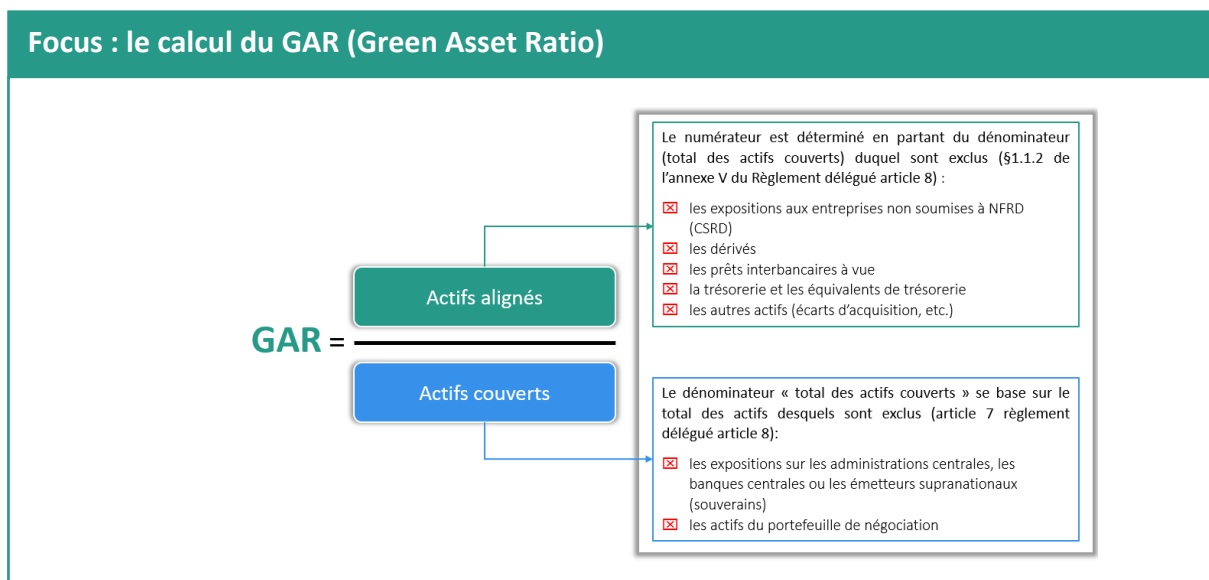 Focus : le calcul du GAR (Green Asset Ratio)
Le numérateur est déterminé en partant du dénominateur
(total des actifs couverts) duquel sont exclus (§1.1.2 de
l’annexe V du Règlement délégué article 8) :
les expositions aux entreprises non soumises à NFRD
(CSRD)
les dérivés
les prêts interbancaires à vue
la trésorerie et les équivalents de trésorerie
les autres actifs (écarts d’acquisition, etc.)
Actifs alignés
GAR =
Actifs couverts
Le dénominateur « total des actifs couverts » se base sur le
total des actifs desquels sont exclus (article 7 règlement
délégué article 8):
les expositions sur les administrations centrales, les
banques centrales ou les émetteurs supranationaux
(souverains)
les actifs du portefeuille de négociation